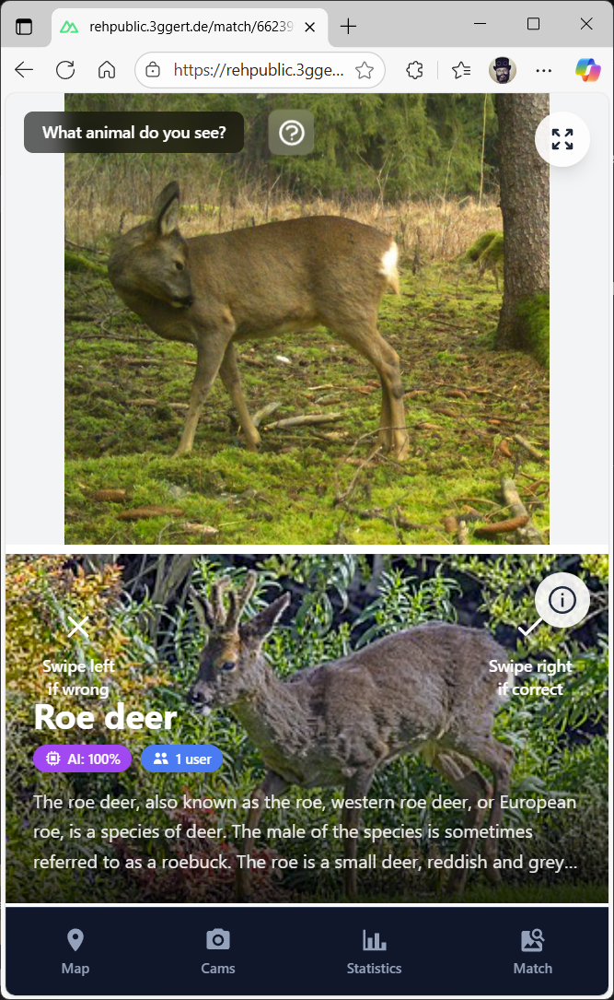 rehpublic.3ggert.de/match/66239
https://rehpublic.3gge...
What animal do you see?
Swipe left
if wrong
Swipe right
if correct
Roe deer
AI: 100%
1 user
The roe deer, also known as the roe, western roe deer, or European
roe, is a species of deer. The male of the species is sometimes
referred to as a roebuck. The roe is a small deer, reddish and grey...
Map
Cams
Statistics
Match